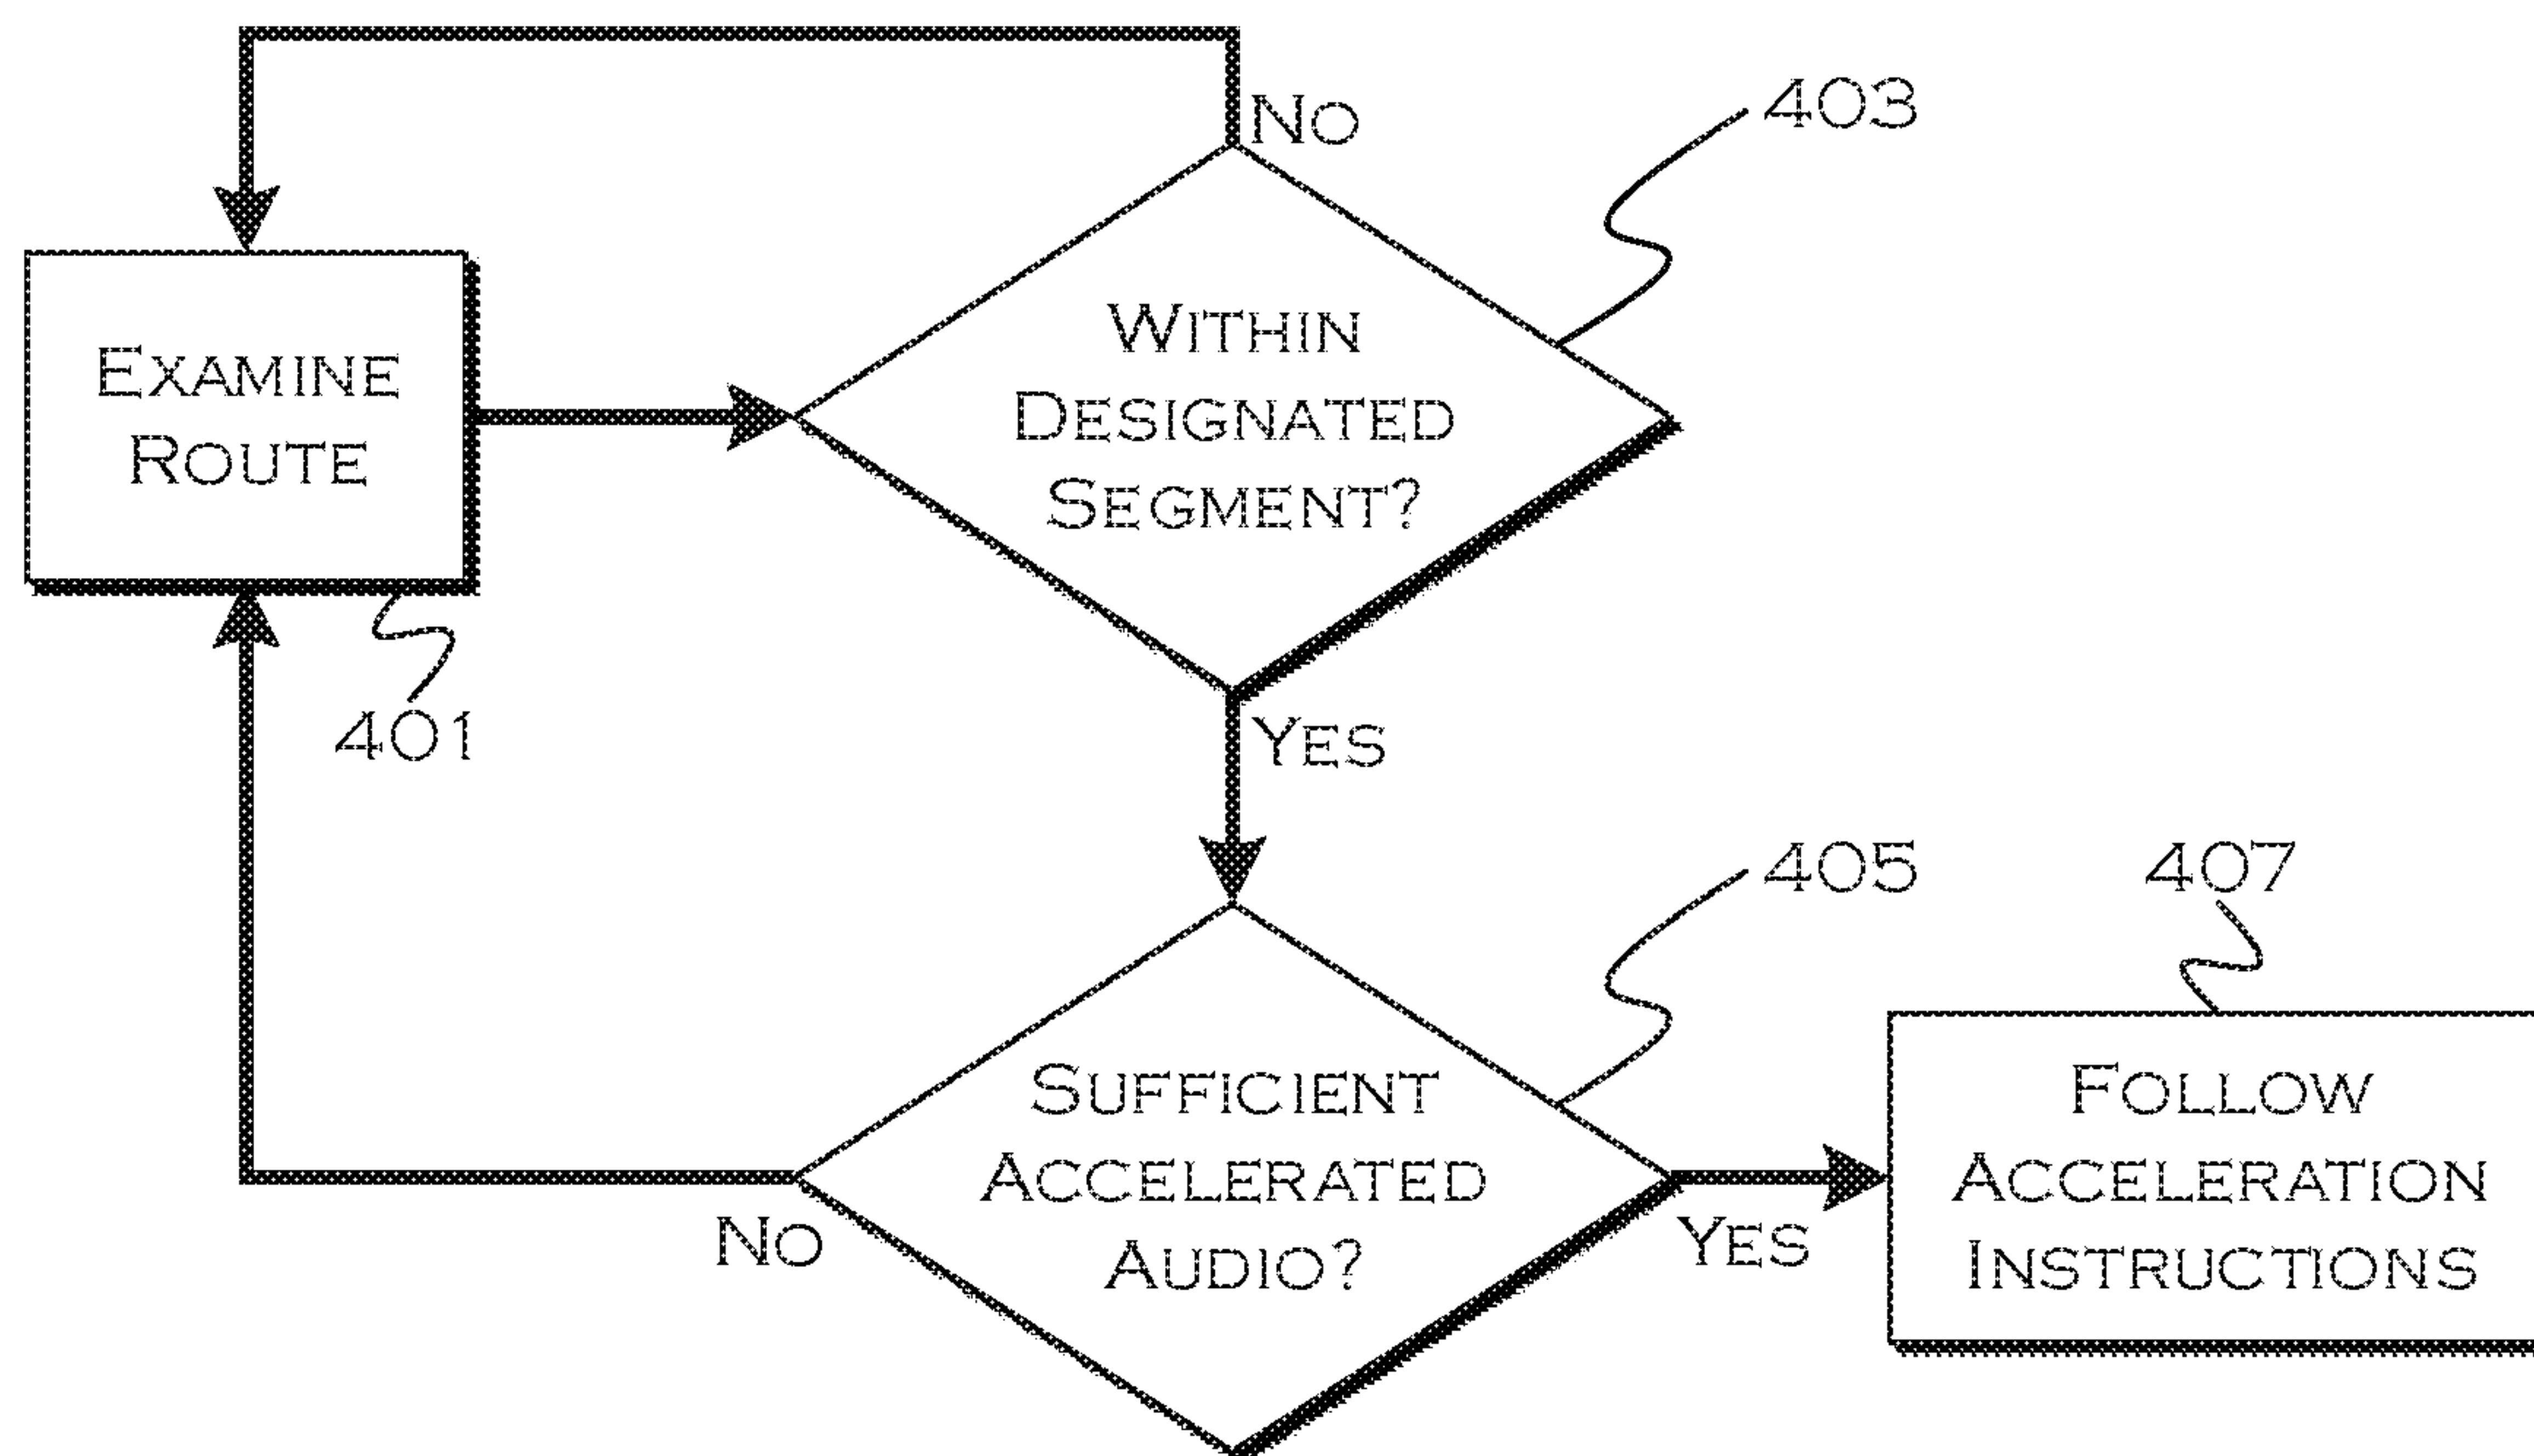 NO
403
EXAMINE
ROUTE
WITHIN
DESIGNATED
SEGMENT?
401
YES
405
407
SUFFICIENT
ACCELERATED
AUDIO?
NO
YES
FOLLOW
ACCELERATION
INSTRUCTIONS